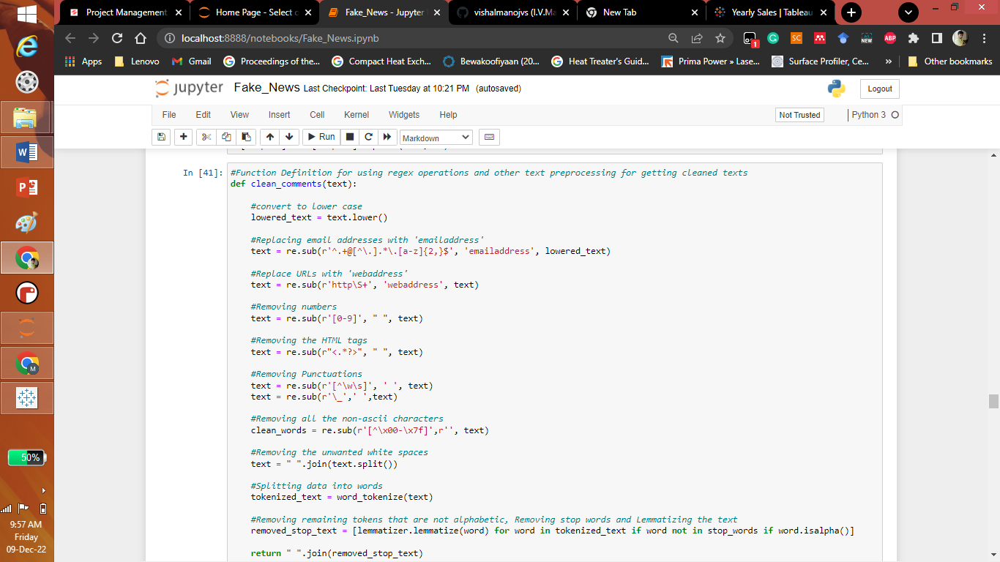 Project Management
Home Page - Select o
Fake_News - Jupyter
vishalmanojvs (I.V.Ma
New Tab
Yearly Sales | Tableau
localhost:8888/notebooks/Fake_News.ipynb
1
SC
NEW
ABP
Apps
Lenovo
Gmail
Proceedings of the...
Compact Heat Exch...
Bewakoofiyaan (20...
Heat Treater's Guid...
Prima Power » Lase...
Surface Profiler, Ce...
»
Other bookmarks
jupyter Fake_News Last Checkpoint: Last Tuesday at 10:21 PM (autosaved)
Logout
File Edit View Insert Cell Kernel Widgets Help
Not Trusted
Python 3
Run
Markdown
In [41]:
#Function Definition for using regex operations and other text preprocessing for getting cleaned texts
def clean_comments(text):
#convert to lower case
lowered_text = text.lower()
#Replacing email addresses with 'emailaddress'
text = re.sub(r'^.+@[^\.].*\.[a-z]{2,}$', 'emailaddress', lowered_text)
#Replace URLs with 'webaddress'
text = re.sub(r'http\S+', 'webaddress', text)
#Removing numbers
text = re.sub(r'[0-9]', " ", text)
#Removing the HTML tags
text = re.sub(r"<.*?>", " ", text)
#Removing Punctuations
text = re.sub(r'[^\w\s]', ' ', text)
text = re.sub(r'\_',' ',text)
#Removing all the non-ascii characters
clean_words = re.sub(r'[^\x00-\x7f]',r'', text)
#Removing the unwanted white spaces
text = " ".join(text.split())
#Splitting data into words
tokenized_text = word_tokenize(text)
#Removing remaining tokens that are not alphabetic, Removing stop words and Lemmatizing the text
removed_stop_text = [lemmatizer.lemmatize(word) for word in tokenized_text if word not in stop_words if word.isalpha()]
return " ".join(removed_stop_text)
50%
9:57 AM
Friday
09-Dec-22